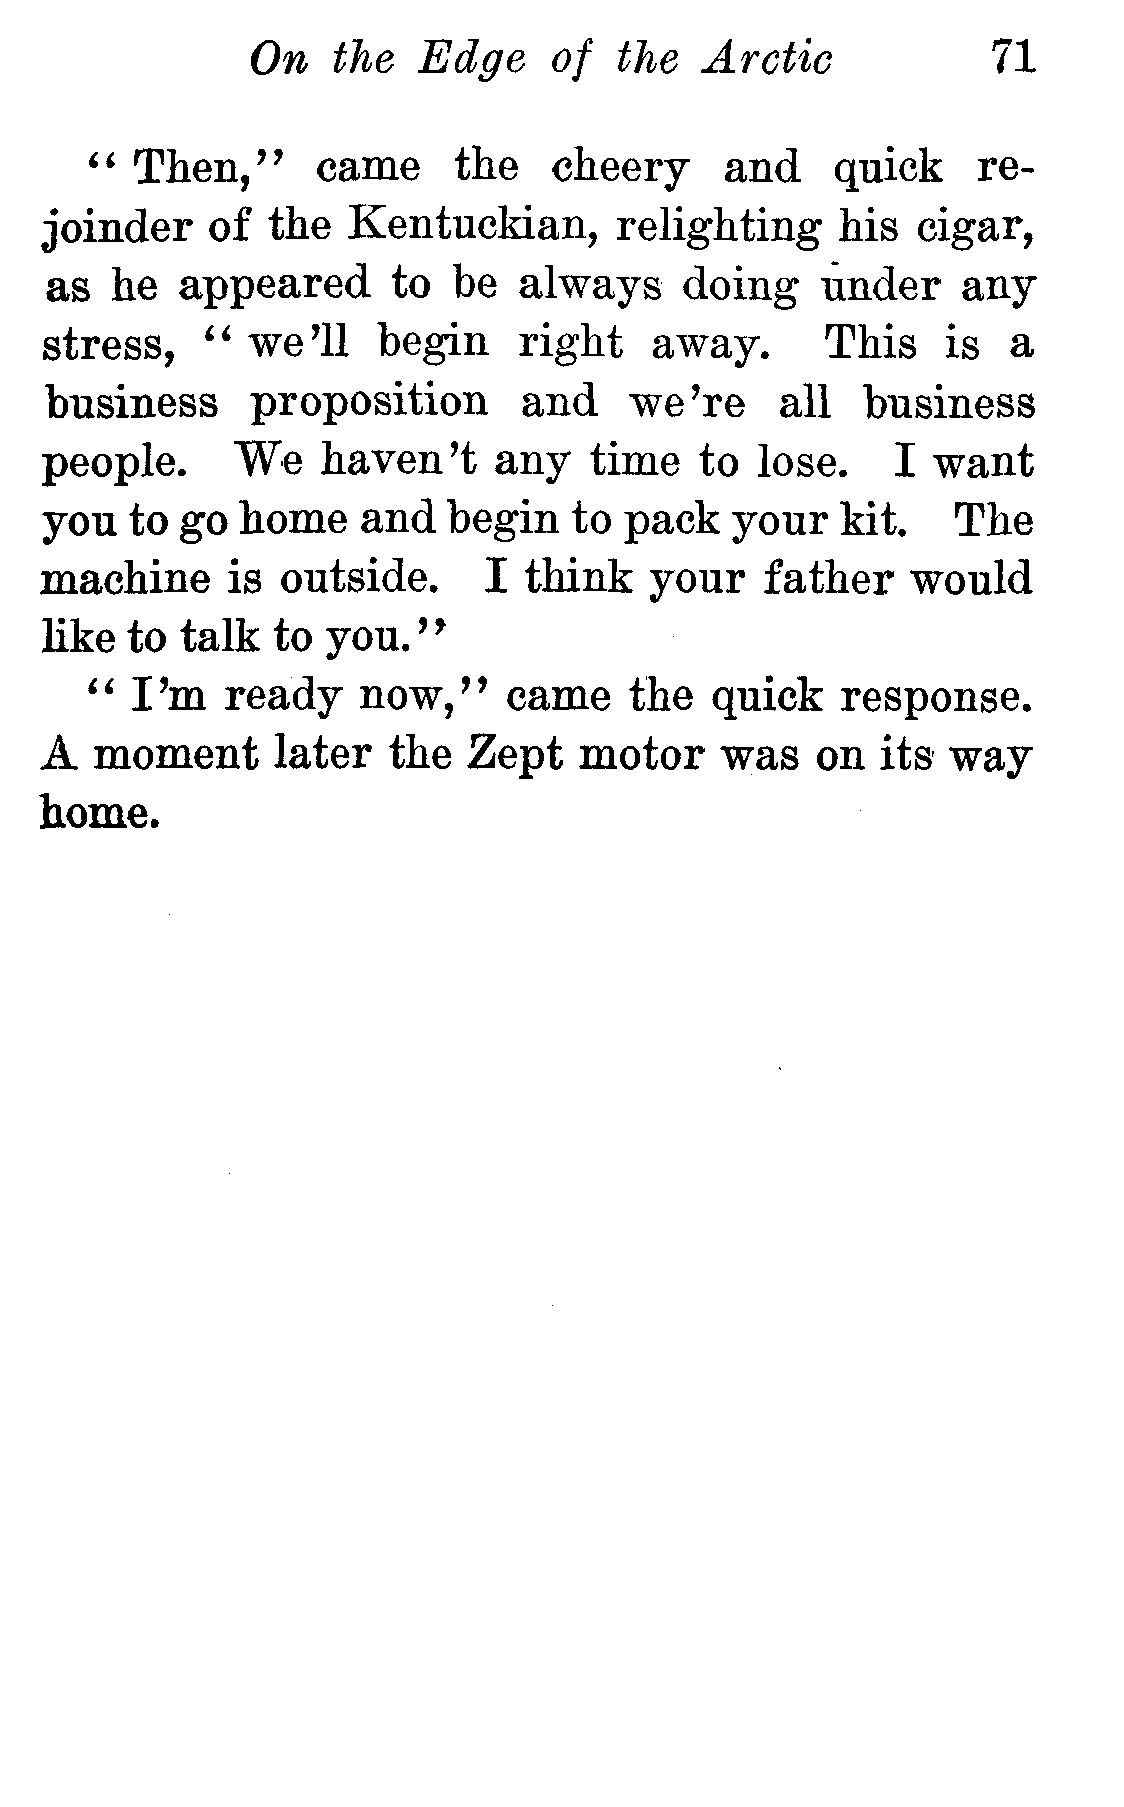 On the Edge of the Arctic 71
“ Then,” came the cheery and quick re-
joinder of the Kentuckian, relighting his cigar,
as he appeared to be always doing under any
stress, “ we’ll begin right away. This is a
business proposition and we’re all business
people. We haven’t any time to lose. I want
you to go home and begin to pack your kit. The
machine is outside. I think your father would
like to talk to you.”
“ I’m ready now,” came the quick response.
A moment later the Zept motor was on its way
home.